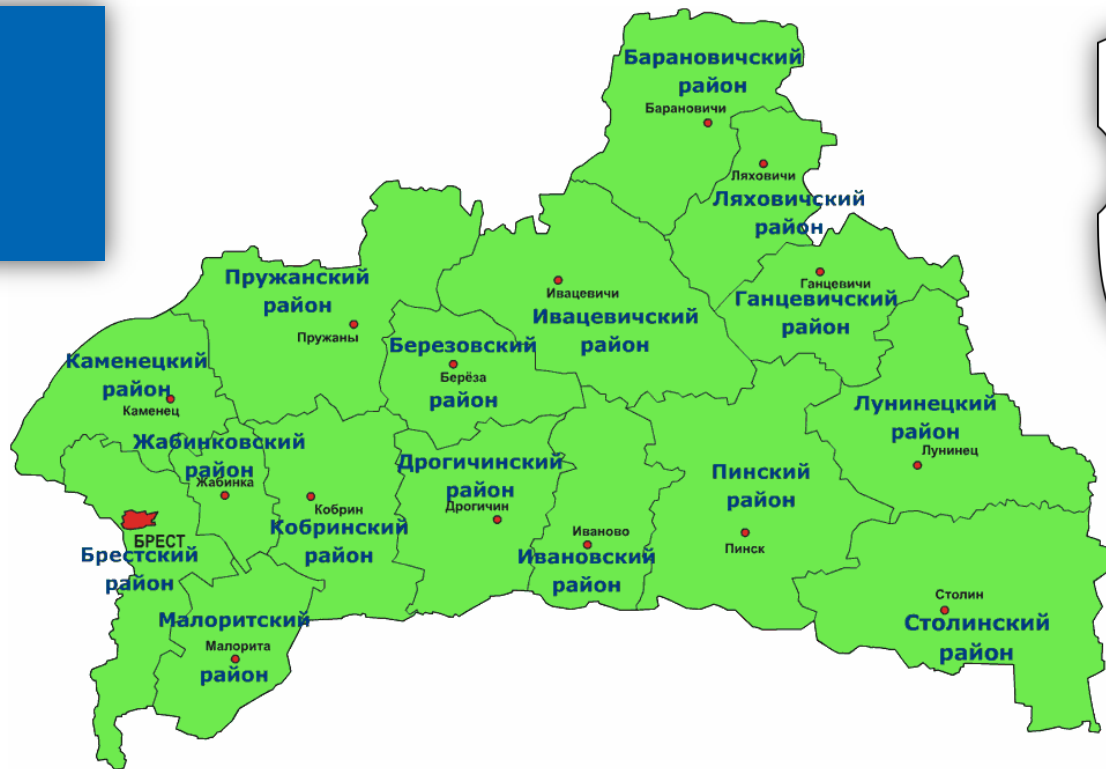 Барановичский
район
Барановичи
Ляховичи
Ляховичский
район
Пружанский
район
Пружаны
Ивацевичи
Ивацевичский
район
Ганцевичи
Ганцевичский
район
Березовский
Берёза
район
Каменецкий
район
Каменец
Жабинковский
район
Жабинка
Лунинецкий
район
Лунинец
Дрогичинский
район
Дрогичин
Пинский
район
Пинск
Кобрин
Кобринский
район
Иваново
Ивановский
район
БРЕСТ
Брестский
район
Малоритский
Малорита
район
Столин
Столинский
район